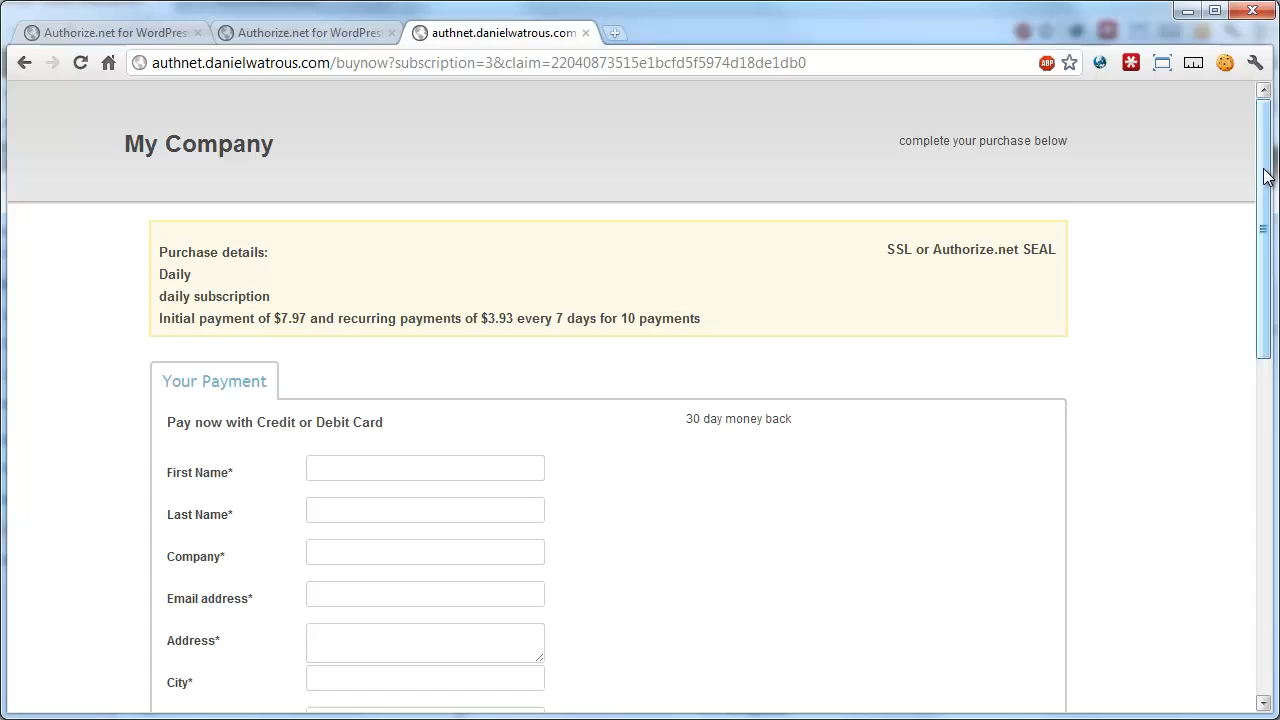 Authorize.net for WordPres
Authorize.net for WordPres
authnet.danielwatrous.com
authnet.danielwatrous.com/buynow?subscription=3&claim=22040873515e1bcfd5f5974d18de1db0
ABP
My Company
complete your purchase below
Purchase details:
SSL or Authorize.net SEAL
Daily
daily subscription
Initial payment of $7.97 and recurring payments of $3.93 every 7 days for 10 payments
Your Payment
Pay now with Credit or Debit Card
30 day money back
First Name*
Last Name*
Company*
Email address*
Address*
City*